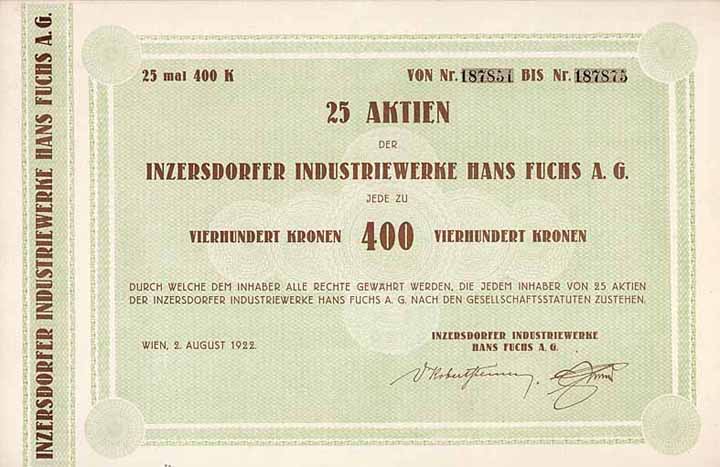 INZERSDORFER INDUSTRIEWERKE HANS FUCHS A.G.
25 mal 400 K VON Nr. 187851 BIS Nr. 187875
25 AKTIEN
DER
INZERSDORFER INDUSTRIEWERKE HANS FUCHS A. G.
JEDE ZU
VIERHUNDERT KRONEN 400 VIERHUNDERT KRONEN
DURCH WELCHE DEM INHABER ALLE RECHTE GEWÄHRT WERDEN, DIE JEDEM INHABER VON 25 AKTIEN
DER INZERSDORFER INDUSTRIEWERKE HANS FUCHS A. G. NACH DEN GESELLSCHAFTSSTATUTEN ZUSTEHEN.
WIEN, 2. AUGUST 1922.
INZERSDORFER INDUSTRIEWERKE
HANS FUCHS A. G.